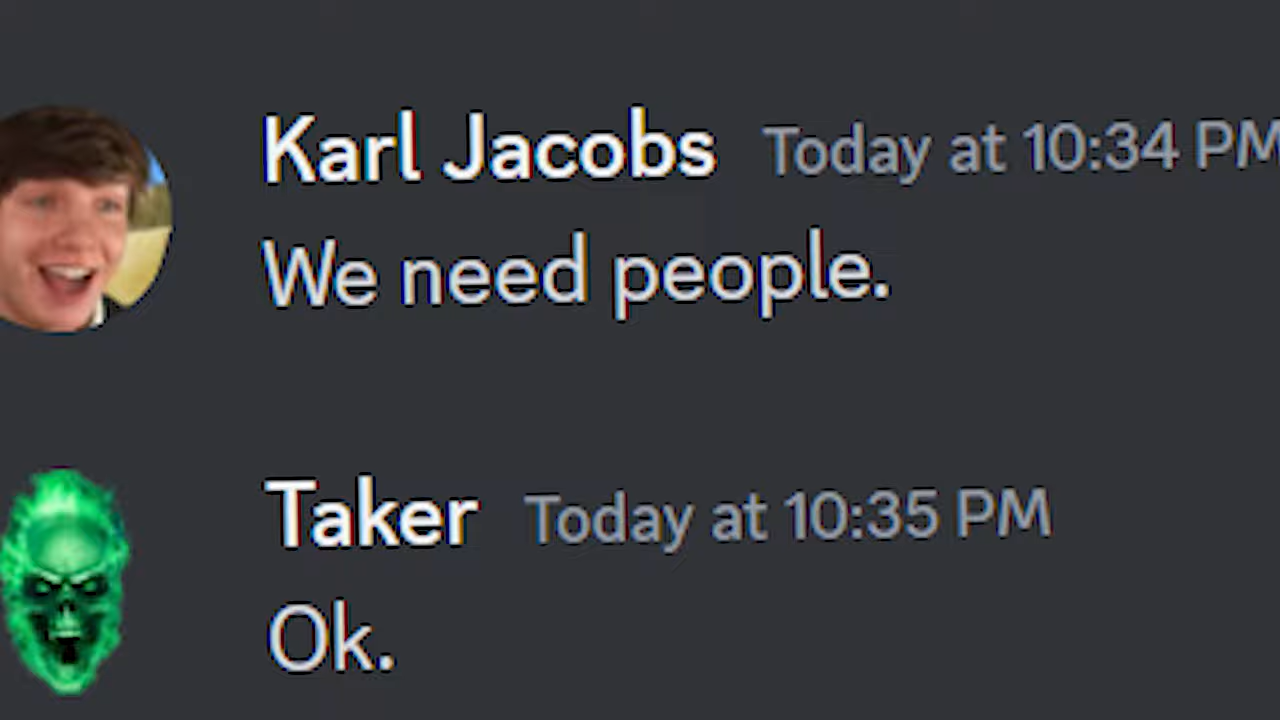 Karl Jacobs Today at 10:34 PM
We need people.
Taker Today at 10:35 PM
Ok.